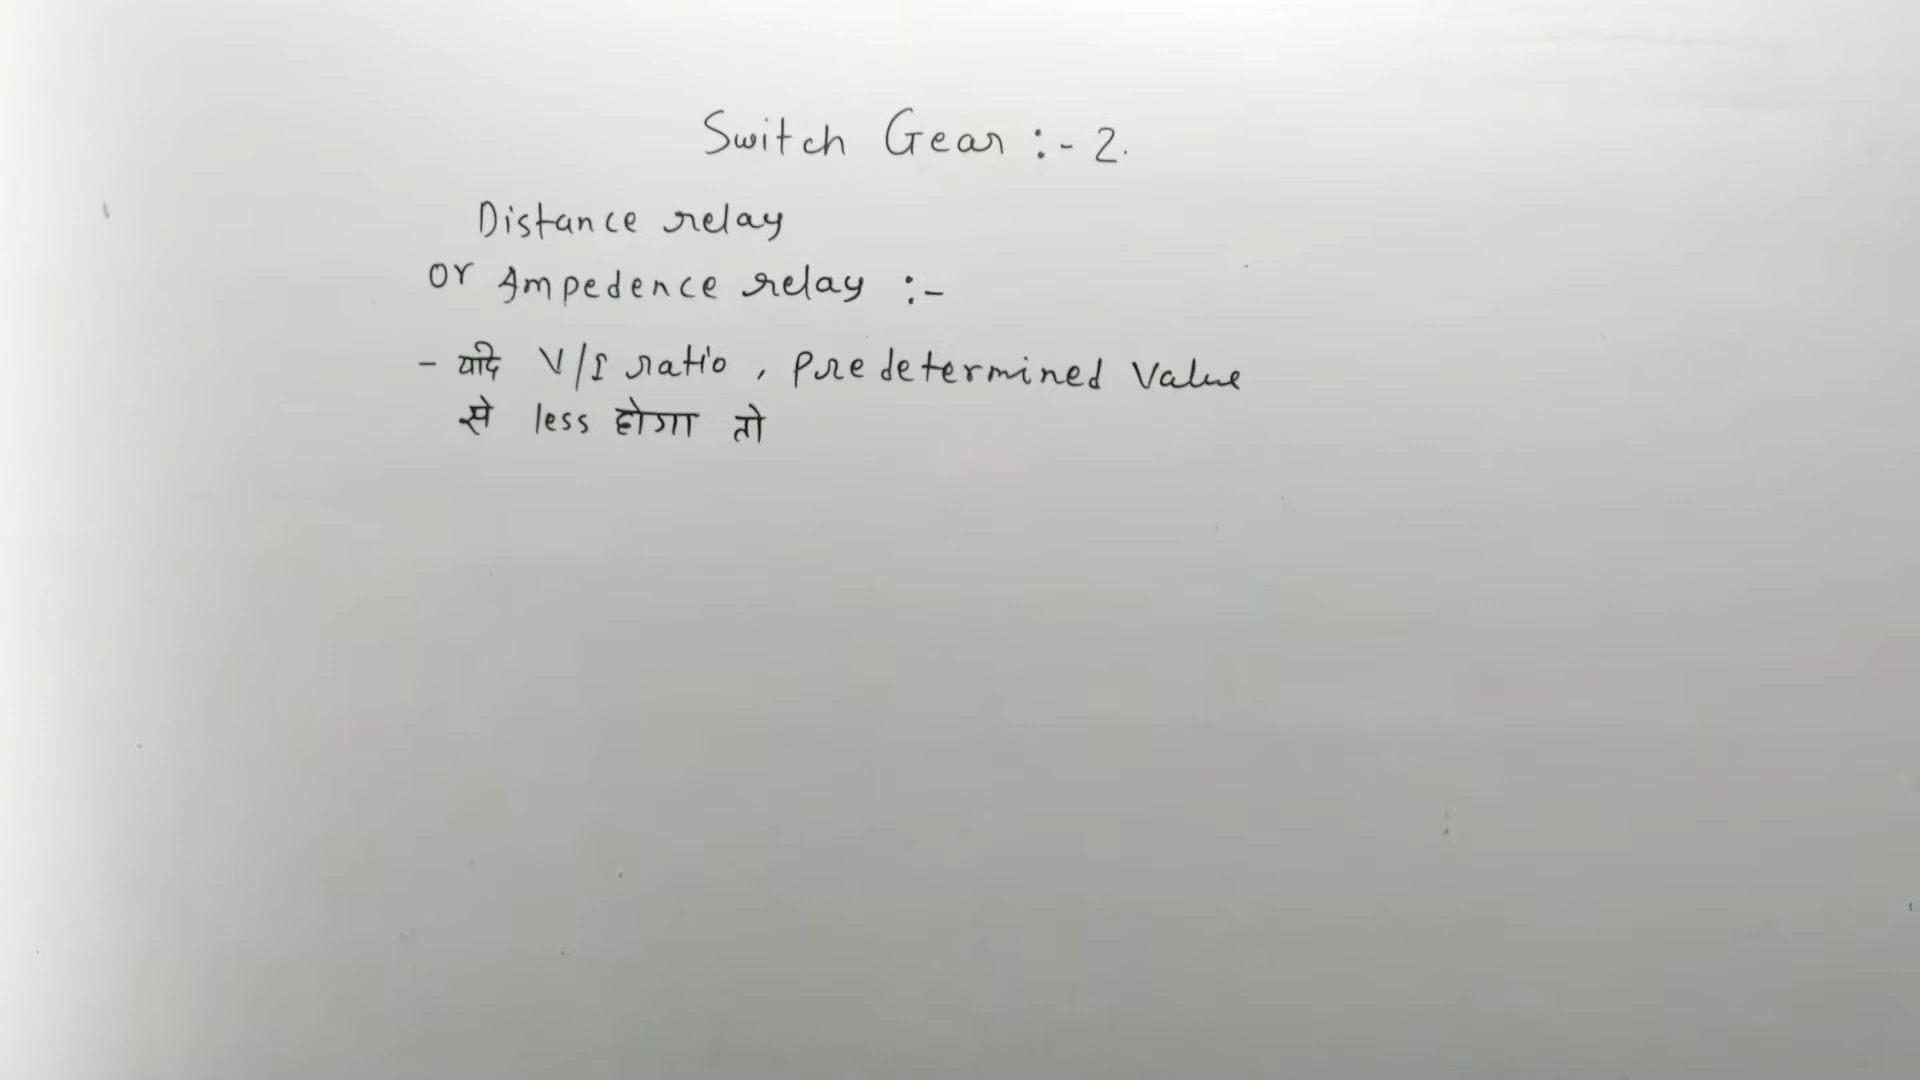 Switch Gear :- 2.
Distance relay
or Impedence relay :-
- यदि V/I ratio, Predetermined Value
से less होगा तो